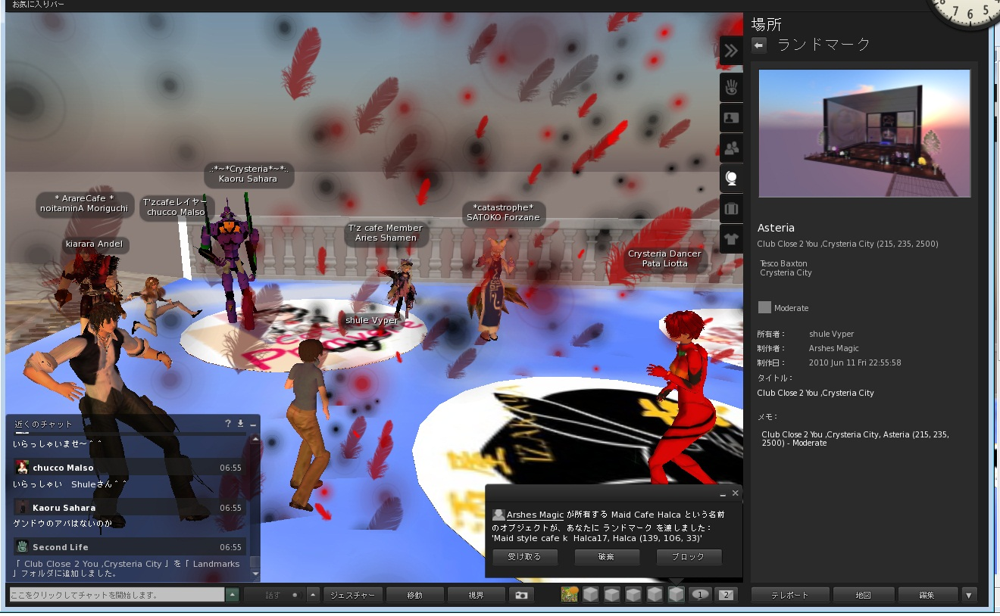 お気に入りバー
.:*~*Crysteria*~*:.
Kaoru Sahara
* ArareCafe *
noitaminA Moriguchi
T'zcafeレイヤー
chucco Malso
kiarara Andel
T'z cafe Member
Aries Shamen
*catastrophe*
SATOKO Forzane
Crysteria Dancer
Pata Liotta
shule Vyper
近くのチャット
いらっしゃいませ~＾＾
chucco Malso 06:55
いらっしゃい　Shuleさん＾＾
Kaoru Sahara 06:55
ゲンドウのアバはないのか
Second Life 06:55
「 Club Close 2 You ,Crysteria City 」を「 Landmarks
」フォルダに追加しました。
Arshes Magic が所有する Maid Cafe Halca という名前
のオブジェクトが、あなたに ランドマーク を渡しました：
'Maid style cafe k  Halca17, Halca (139, 106, 33)'
受け取る 破棄 ブロック
ここをクリックしてチャットを開始します。 話す ジェスチャー 移動 視界 1 2
8 7 6 5
場所
ランドマーク
Asteria
Club Close 2 You ,Crysteria City (215, 235, 2500)
Tesco Baxton
Crysteria City
Moderate
所有者： shule Vyper
制作者： Arshes Magic
制作日： 2010 Jun 11 Fri 22:55:58
タイトル：
Club Close 2 You ,Crysteria City
メモ：
Club Close 2 You ,Crysteria City, Asteria (215, 235,
2500) - Moderate
テレポート 地図 編集